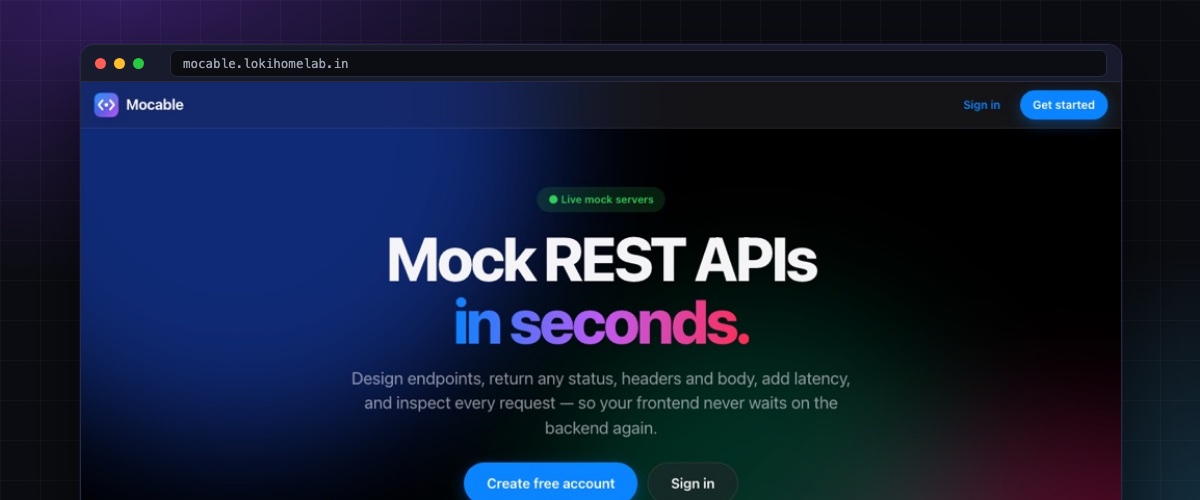 mocable.lokihomelab.in
Mocable
Sign in
Get started
Live mock servers
Mock REST APIs
in seconds.
Design endpoints, return any status, headers and body, add latency,
and inspect every request — so your frontend never waits on the
backend again.
Create free account
Sign in